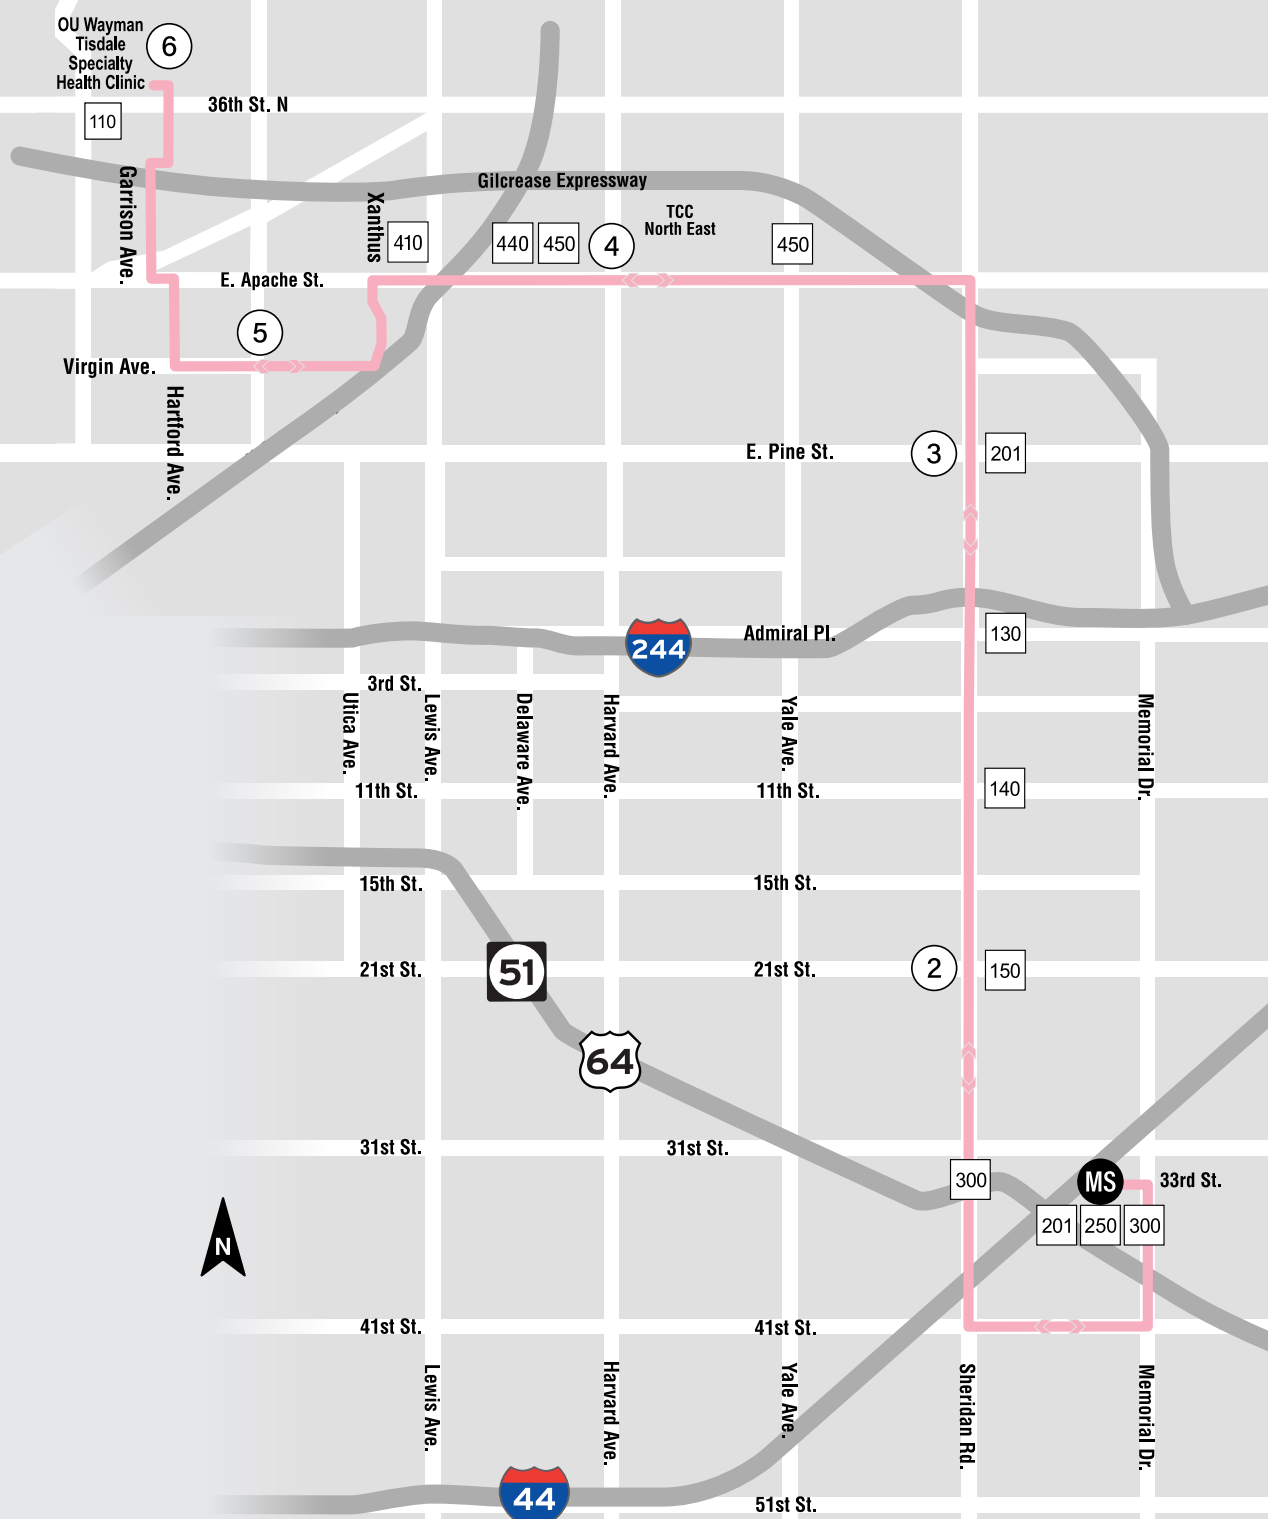 OU Wayman
Tisdale
Specialty
Health Clinic
6
36th St. N
110
Garrison Ave.
Gilcrease Expressway
Xanthus
410
440
450
4
TCC
North East
450
E. Apache St.
5
Virgin Ave.
Hartford Ave.
E. Pine St.
3
201
244
Admiral Pl.
130
3rd St.
Utica Ave.
Lewis Ave.
Delaware Ave.
Harvard Ave.
Yale Ave.
Memorial Dr.
11th St.
11th St.
140
15th St.
15th St.
21st St.
51
21st St.
2
150
64
31st St.
31st St.
300
MS
33rd St.
201
250
300
N
41st St.
41st St.
Lewis Ave.
Harvard Ave.
Yale Ave.
Sheridan Rd.
Memorial Dr.
44
51st St.